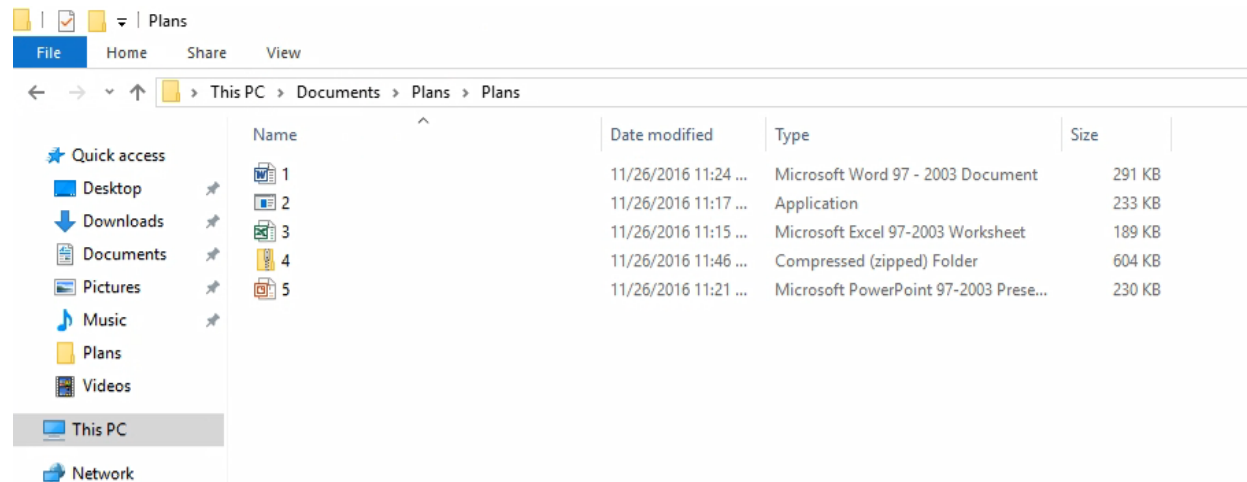 Plans
File Home Share View
This PC Documents Plans Plans
Name Date modified Type Size
Quick access
Desktop
Downloads
Documents
Pictures
Music
Plans
Videos
This PC
Network
1 11/26/2016 11:24 ... Microsoft Word 97 - 2003 Document 291 KB
2 11/26/2016 11:17 ... Application 233 KB
3 11/26/2016 11:15 ... Microsoft Excel 97-2003 Worksheet 189 KB
4 11/26/2016 11:46 ... Compressed (zipped) Folder 604 KB
5 11/26/2016 11:21 ... Microsoft PowerPoint 97-2003 Prese... 230 KB